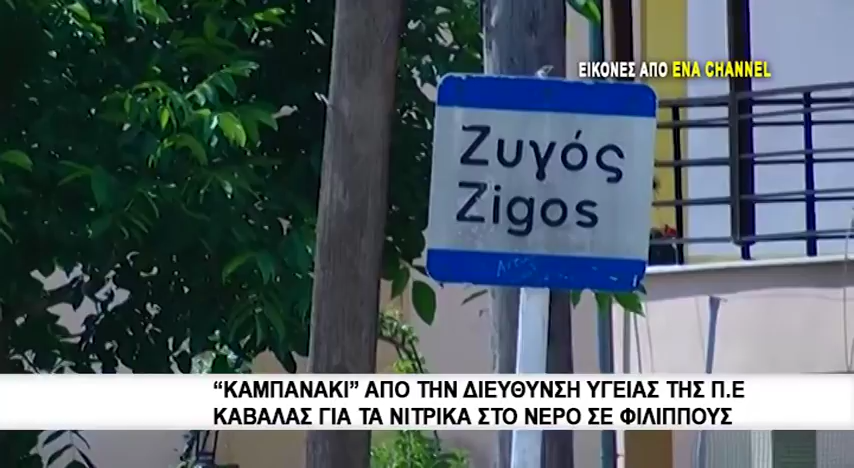 ΕΙΚΟΝΕΣ ΑΠΟ ΕΝΑ CHANNEL
Ζυγός
Zigos
“ΚΑΜΠΑΝΑΚΙ” ΑΠΟ ΤΗΝ ΔΙΕΥΘΥΝΣΗ ΥΓΕΙΑΣ ΤΗΣ Π.Ε
ΚΑΒΑΛΑΣ ΓΙΑ ΤΑ ΝΙΤΡΙΚΑ ΣΤΟ ΝΕΡΟ ΣΕ ΦΙΛΙΠΠΟΥΣ